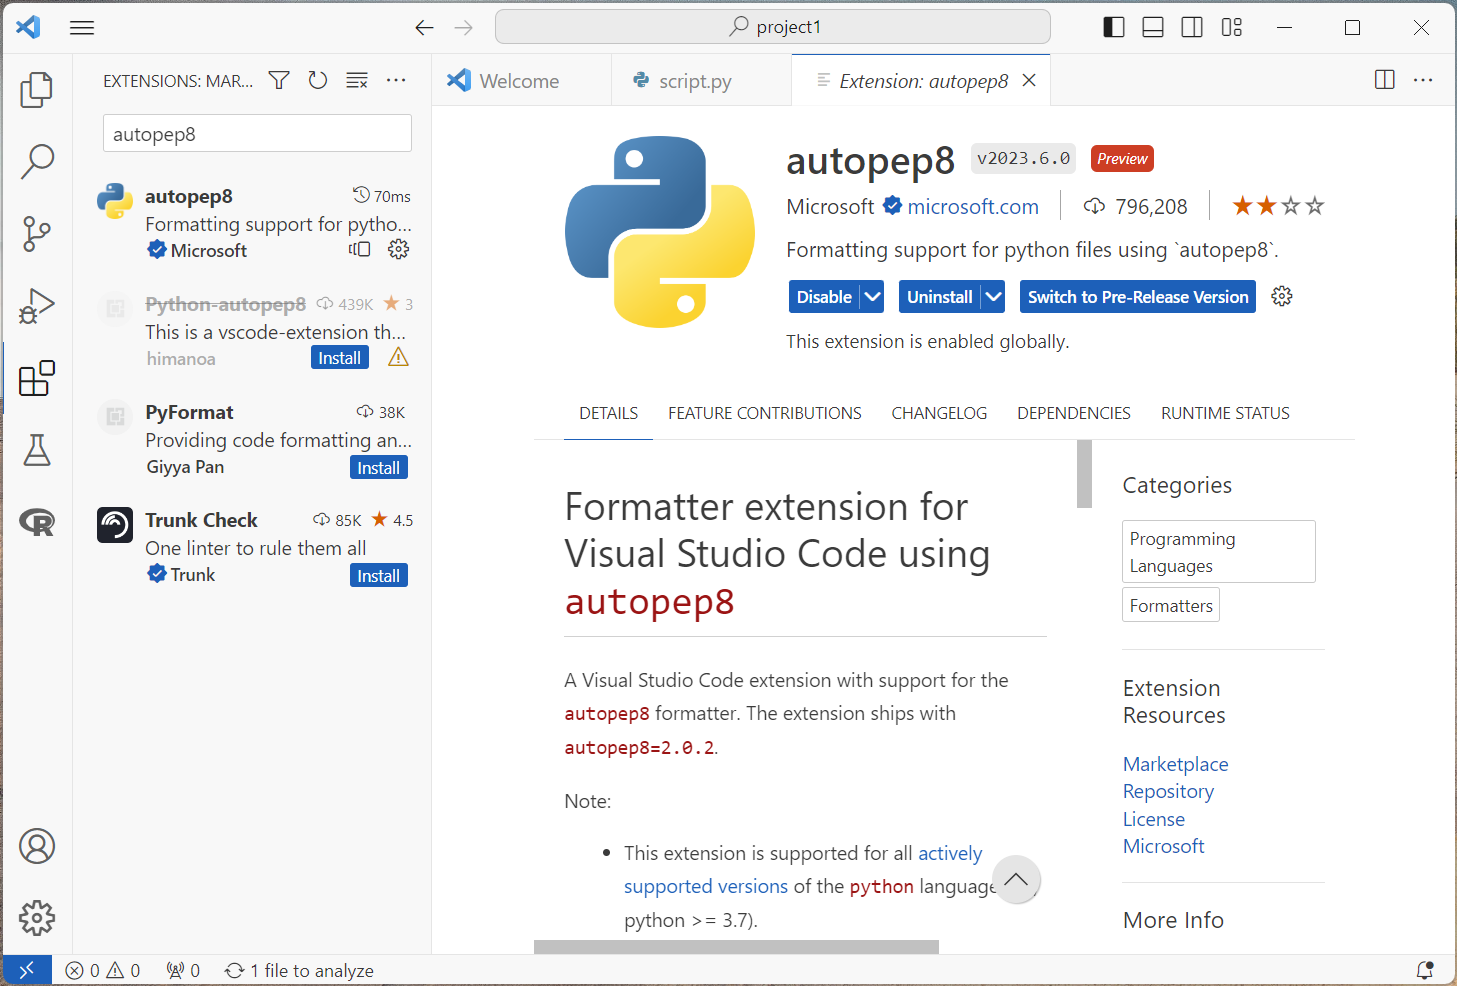 project1
EXTENSIONS: MAR...
Welcome
script.py
Extension: autopep8
autopep8
autopep8
70ms
Formatting support for pytho...
Microsoft
Python-autopep8
439K
3
This is a vscode-extension th...
himanoa
Install
PyFormat
38K
Providing code formatting an...
Giyya Pan
Install
Trunk Check
85K
4.5
One linter to rule them all
Trunk
Install
autopep8
v2023.6.0
Preview
Microsoft
microsoft.com
796,208
Formatting support for python files using `autopep8`.
Disable
Uninstall
Switch to Pre-Release Version
This extension is enabled globally.
DETAILS
FEATURE CONTRIBUTIONS
CHANGELOG
DEPENDENCIES
RUNTIME STATUS
Formatter extension for
Visual Studio Code using
autopep8
A Visual Studio Code extension with support for the
autopep8 formatter. The extension ships with
autopep8=2.0.2.
Note:
• This extension is supported for all actively
supported versions of the python language
python >= 3.7).
Categories
Programming
Languages
Formatters
Extension
Resources
Marketplace
Repository
License
Microsoft
More Info
0
0
0
1 file to analyze